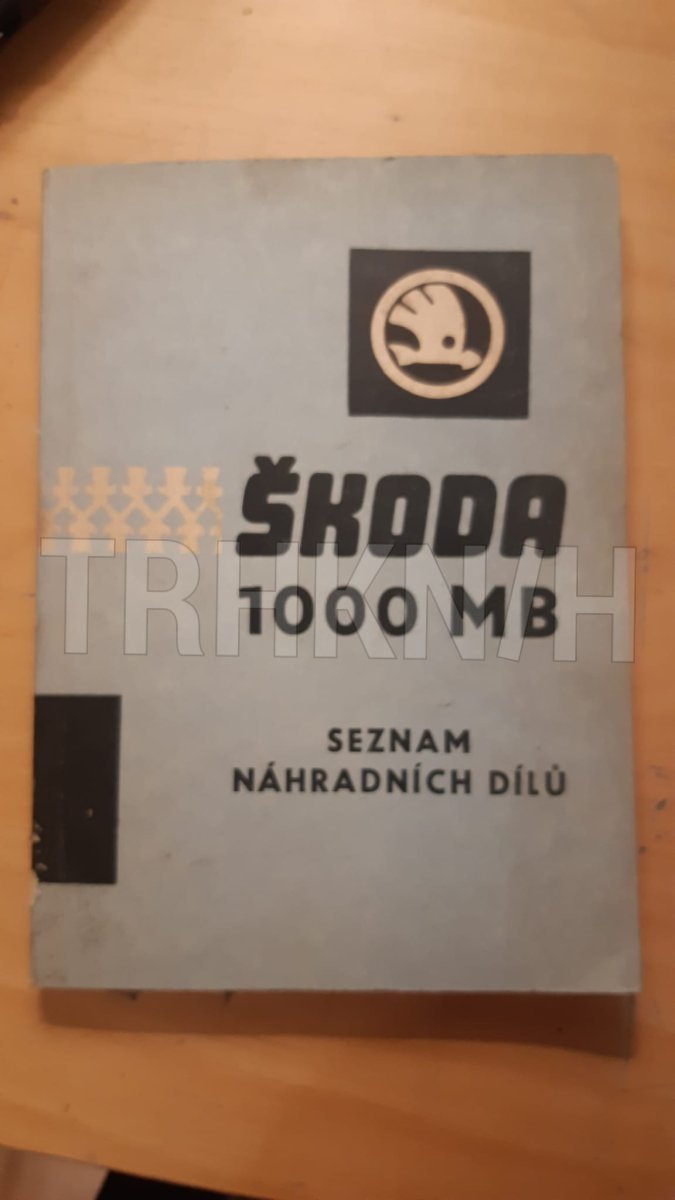 ŠKODA
1000 MB
TRHKNIH
SEZNAM
NÁHRADNÍCH DÍLŮ